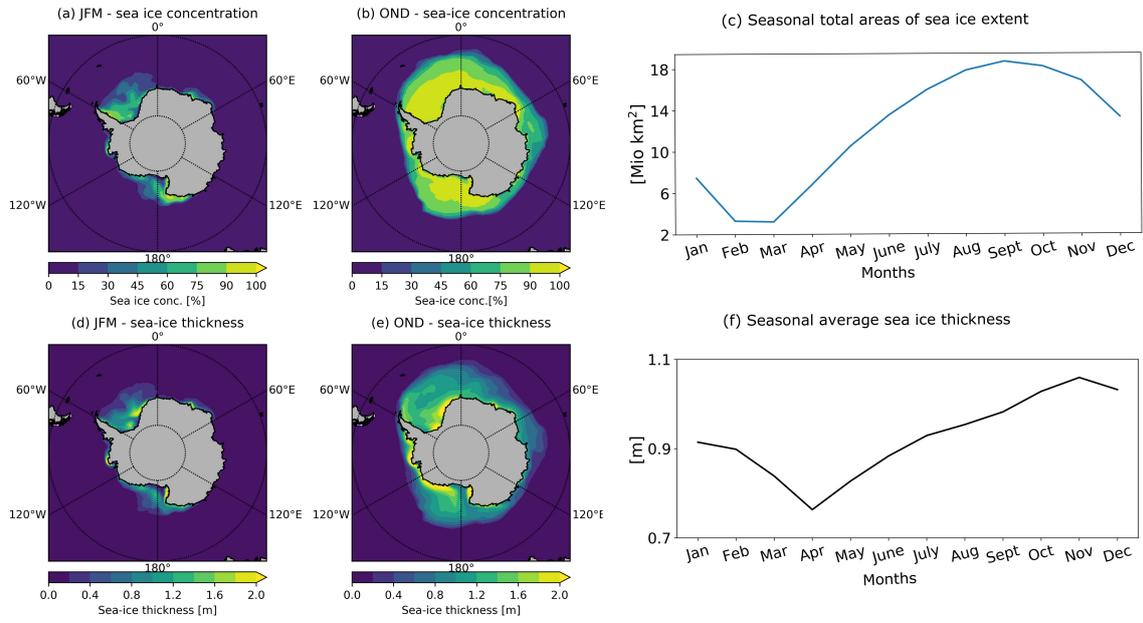 (a) JFM - sea ice concentration
0°
60°W
60°E
120°W
120°E
180°
0 15 30 45 60 75 90 100
Sea ice conc. [%]
(b) OND - sea-ice concentration
0°
60°W
60°E
120°W
120°E
180°
0 15 30 45 60 75 90 100
Sea-ice conc.[%]
(c) Seasonal total areas of sea ice extent
18
14
10
6
2
[Mio km²]
Jan Feb Mar Apr May June July Aug Sept Oct Nov Dec
Months
(d) JFM - sea-ice thickness
0°
60°W
60°E
120°W
120°E
180°
0.0 0.4 0.8 1.2 1.6 2.0
Sea-ice thickness [m]
(e) OND - sea-ice thickness
0°
60°W
60°E
120°W
120°E
180°
0.0 0.4 0.8 1.2 1.6 2.0
Sea-ice thickness [m]
(f) Seasonal average sea ice thickness
1.1
0.9
0.7
[m]
Jan Feb Mar Apr May June July Aug Sept Oct Nov Dec
Months